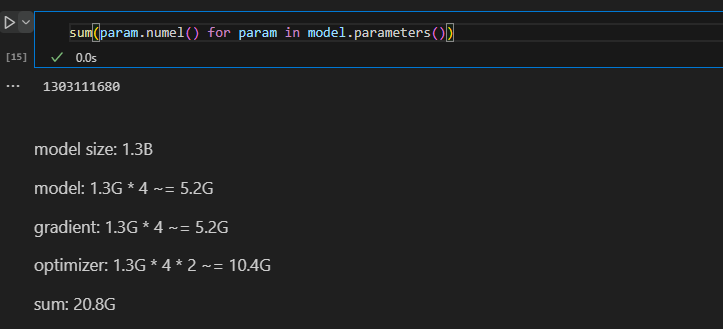 sum(param.numel() for param in model.parameters())
[15] 0.0s
... 1303111680
model size: 1.3B
model: 1.3G * 4 ~= 5.2G
gradient: 1.3G * 4 ~= 5.2G
optimizer: 1.3G * 4 * 2 ~= 10.4G
sum: 20.8G